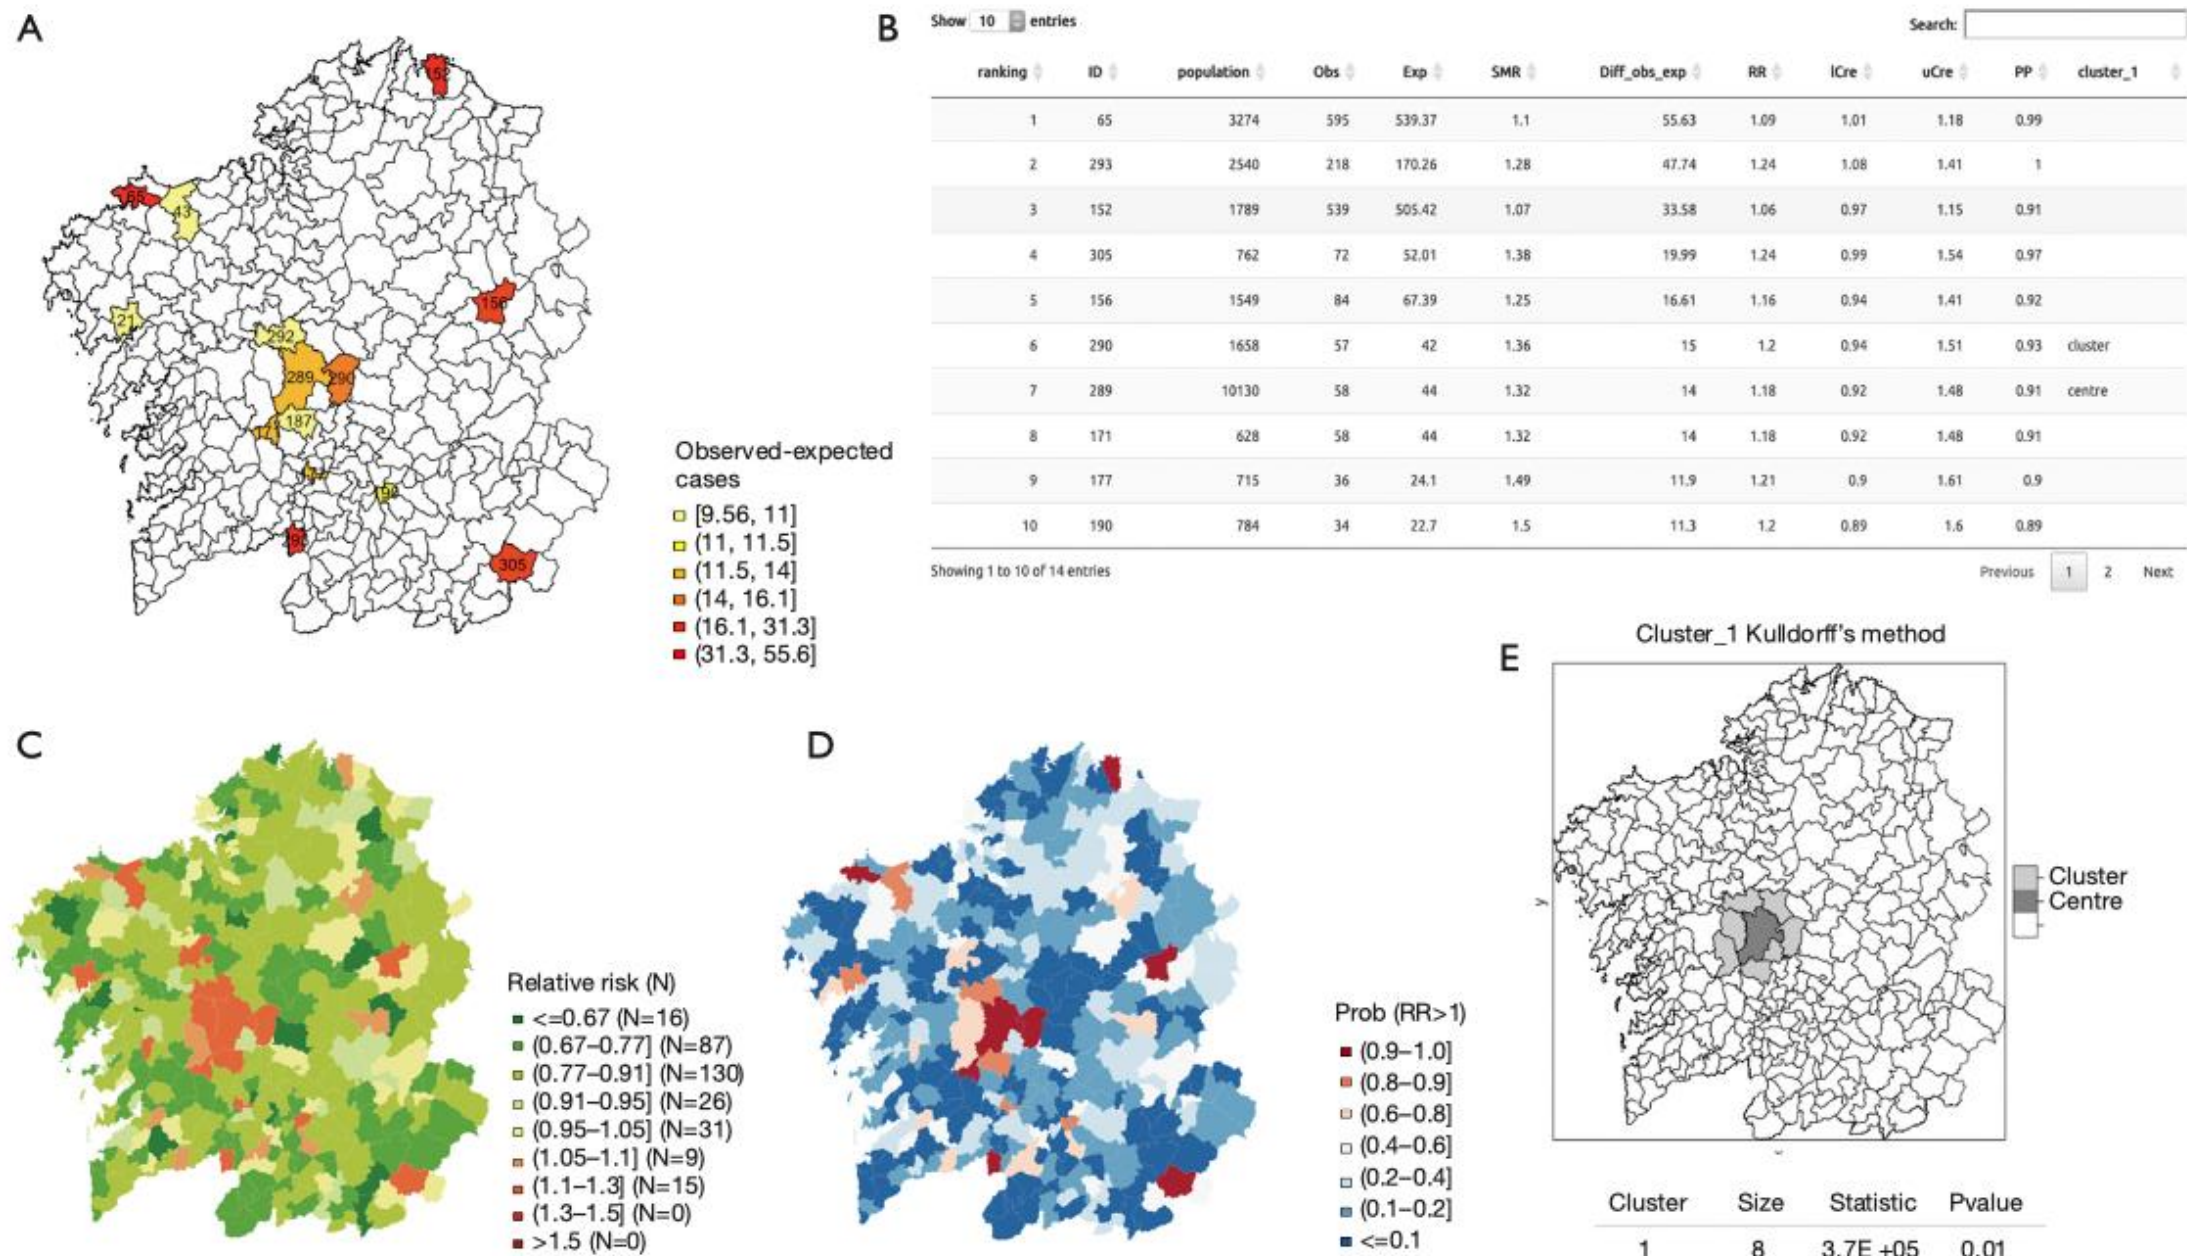 A
152
65
43
21
156
292
289
290
187
171
190
293
305
Observed-expected
cases
[9.56, 11]
(11, 11.5]
(11.5, 14]
(14, 16.1]
(16.1, 31.3]
(31.3, 55.6]
B
Show 10 entries
Search:
ranking ID population Obs Exp SMR Diff_obs_exp RR lCre uCre PP cluster_1
1 65 3274 595 539.37 1.1 55.63 1.09 1.01 1.18 0.99
2 293 2540 218 170.26 1.28 47.74 1.24 1.08 1.41 1
3 152 1789 539 505.42 1.07 33.58 1.06 0.97 1.15 0.91
4 305 762 72 52.01 1.38 19.99 1.24 0.99 1.54 0.97
5 156 1549 84 67.39 1.25 16.61 1.16 0.94 1.41 0.92
6 290 1658 57 42 1.36 15 1.2 0.94 1.51 0.93 cluster
7 289 10130 58 44 1.32 14 1.18 0.92 1.48 0.91 centre
8 171 628 58 44 1.32 14 1.18 0.92 1.48 0.91
9 177 715 36 24.1 1.49 11.9 1.21 0.9 1.61 0.9
10 190 784 34 22.7 1.5 11.3 1.2 0.89 1.6 0.89
Showing 1 to 10 of 14 entries
Previous 1 2 Next
C
Relative risk (N)
<=0.67 (N=16)
(0.67–0.77] (N=87)
(0.77–0.91] (N=130)
(0.91–0.95] (N=26)
(0.95–1.05] (N=31)
(1.05–1.1] (N=9)
(1.1–1.3] (N=15)
(1.3–1.5] (N=0)
>1.5 (N=0)
D
Prob (RR>1)
(0.9–1.0]
(0.8–0.9]
(0.6–0.8]
(0.4–0.6]
(0.2–0.4]
(0.1–0.2]
<=0.1
E
Cluster_1 Kulldorff's method
y
Cluster
Centre
Cluster Size Statistic Pvalue
1 8 3.7E +05 0.01